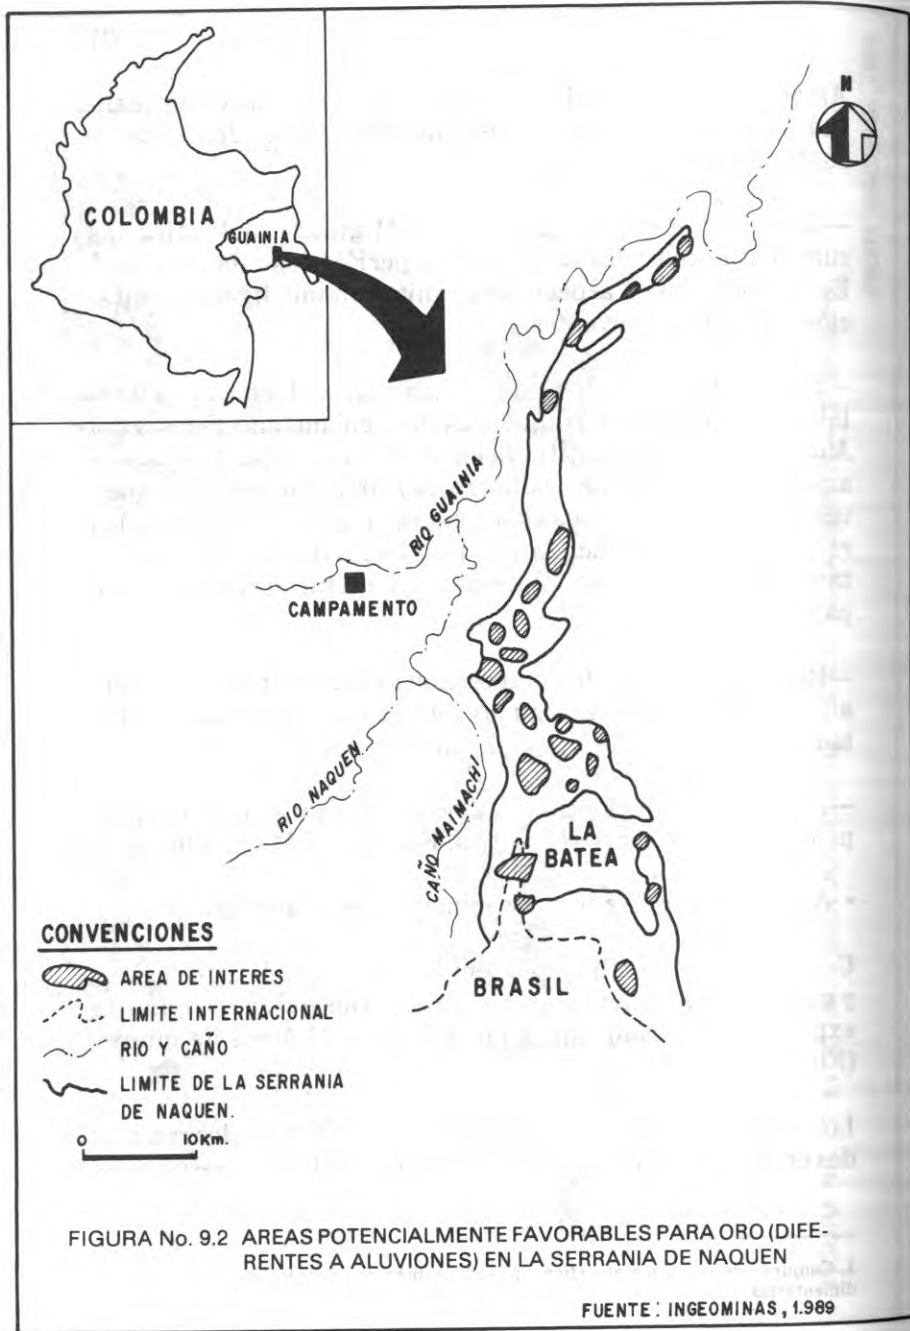 COLOMBIA
GUAINIA
N
RIO GUAINIA
CAMPAMENTO
RIO NAQUEN
CAÑO MAIMACHI
LA
BATEA
BRASIL
CONVENCIONES
AREA DE INTERES
LIMITE INTERNACIONAL
RIO Y CAÑO
LIMITE DE LA SERRANIA
DE NAQUEN.
0 10Km.
FIGURA No. 9.2 AREAS POTENCIALMENTE FAVORABLES PARA ORO (DIFE-
RENTES A ALUVIONES) EN LA SERRANIA DE NAQUEN
FUENTE: INGEOMINAS, 1.989